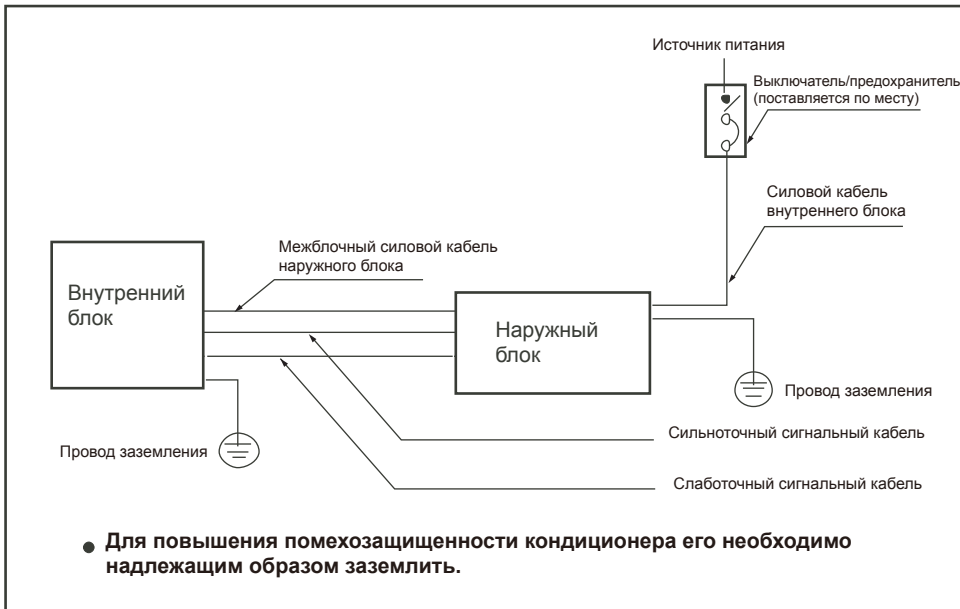 Источник питания
Выключатель/предохранитель
(поставляется по месту)
Силовой кабель
внутреннего блока
Межблочный силовой кабель
наружного блока
Внутренний
блок
Наружный
блок
Провод заземления
Сильноточный сигнальный кабель
Провод заземления
Слаботочный сигнальный кабель
● Для повышения помехозащищенности кондиционера его необходимо
надлежащим образом заземлить.